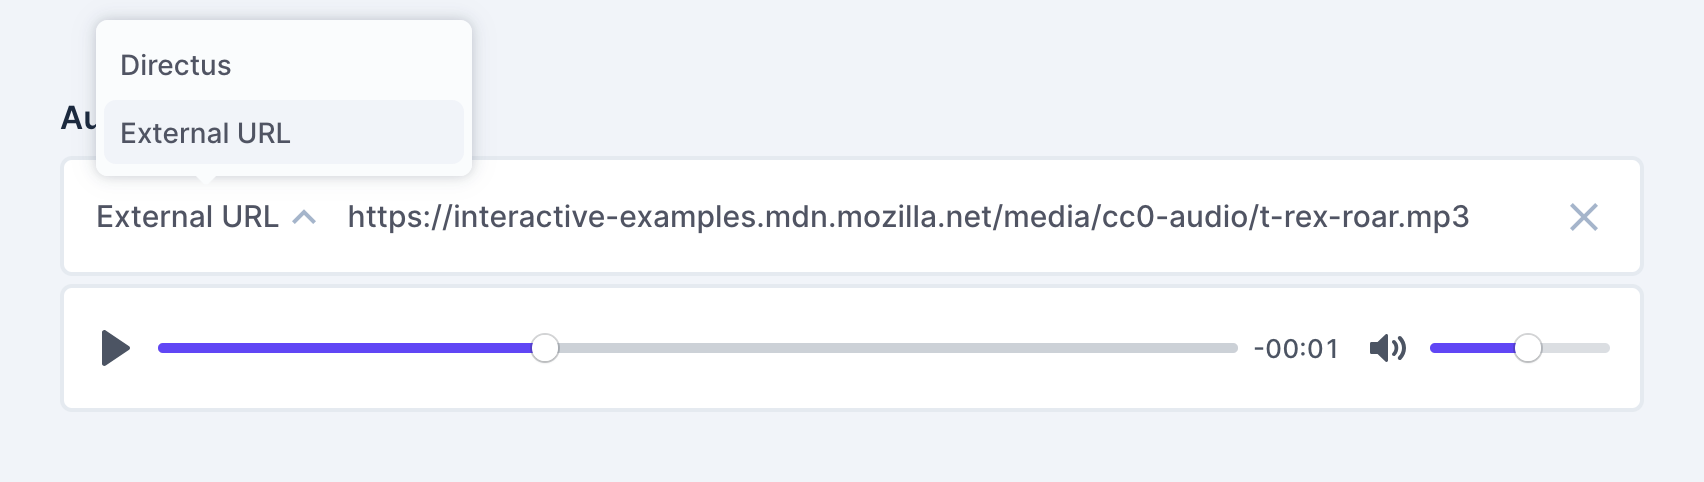 Directus
External URL
External URL https://interactive-examples.mdn.mozilla.net/media/cc0-audio/t-rex-roar.mp3
-00:01